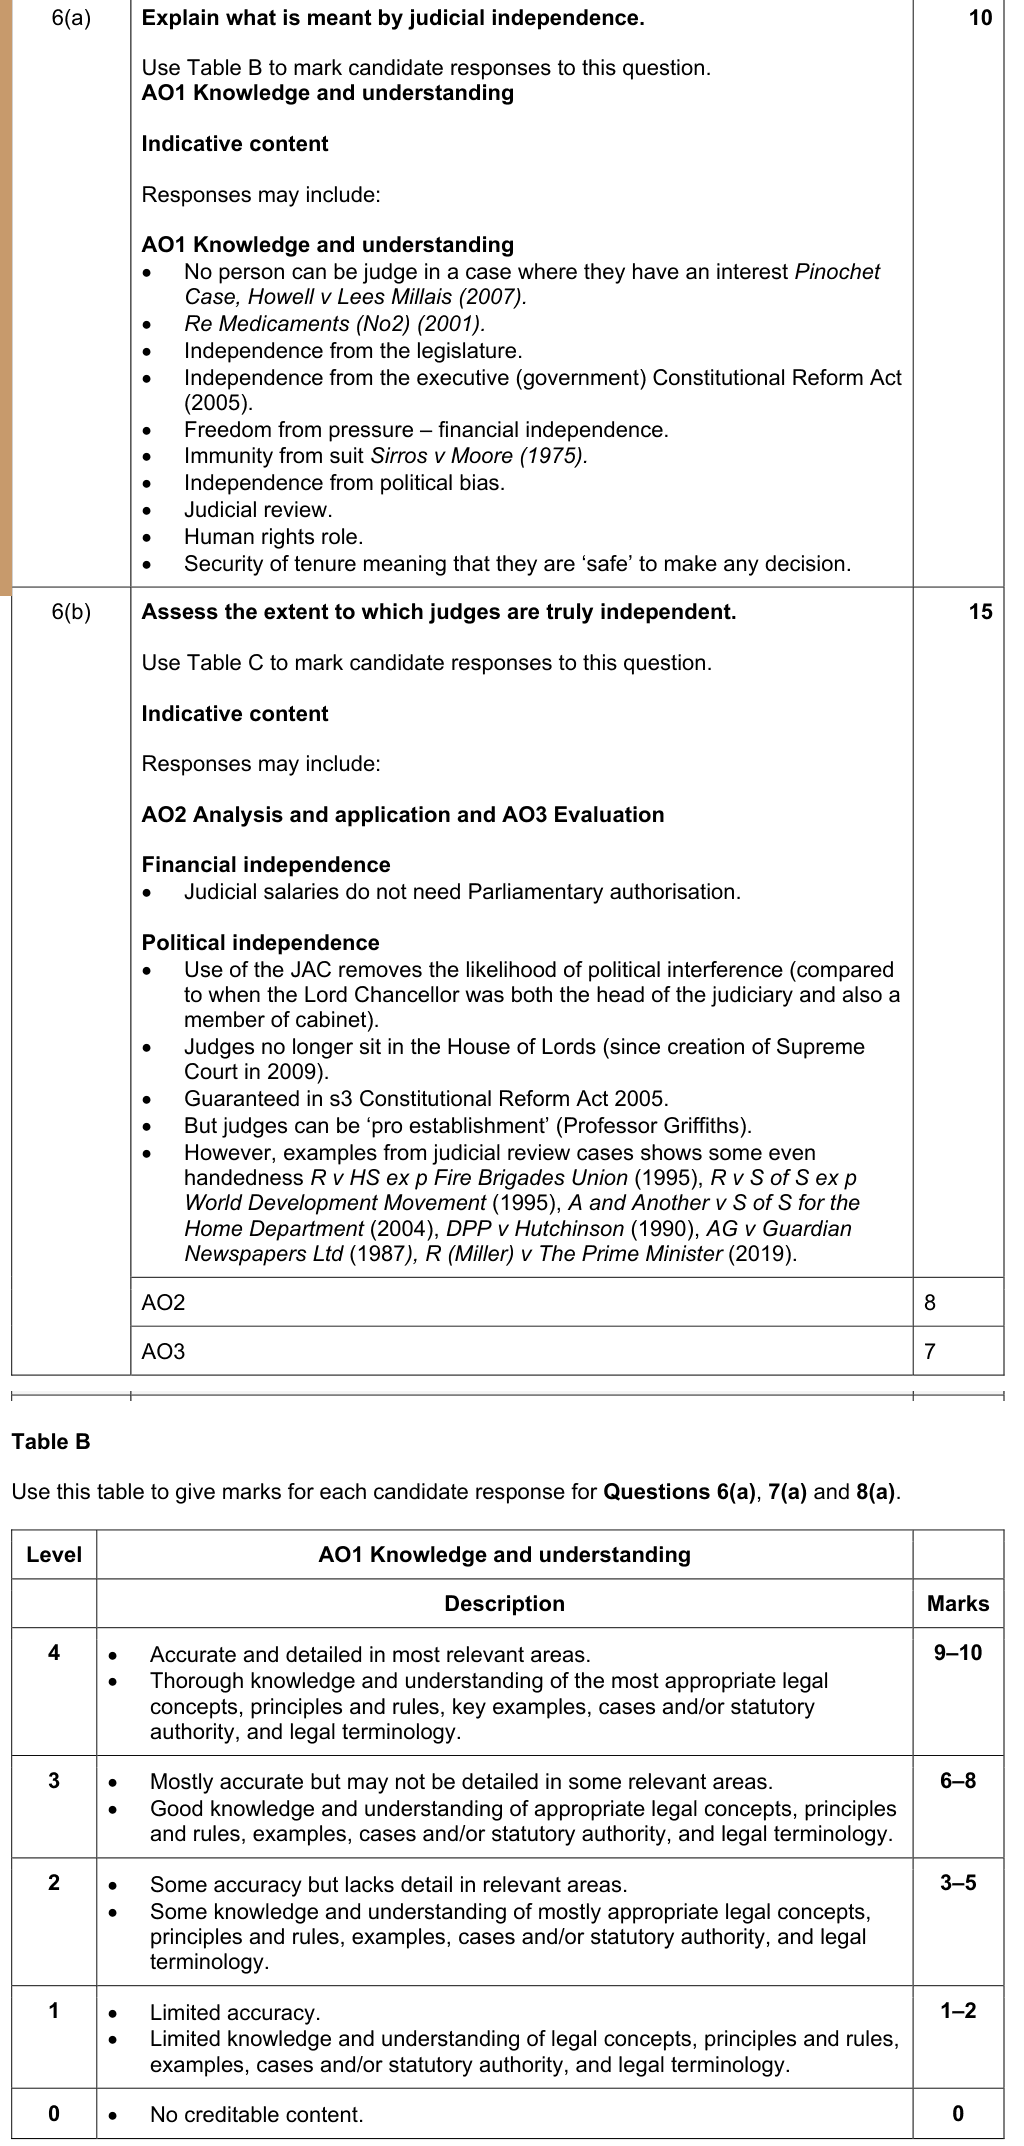 6(a) Explain what is meant by judicial independence. 10
Use Table B to mark candidate responses to this question.
AO1 Knowledge and understanding
Indicative content
Responses may include:
AO1 Knowledge and understanding
• No person can be judge in a case where they have an interest Pinochet
Case, Howell v Lees Millais (2007).
• Re Medicaments (No2) (2001).
• Independence from the legislature.
• Independence from the executive (government) Constitutional Reform Act
(2005).
• Freedom from pressure – financial independence.
• Immunity from suit Sirros v Moore (1975).
• Independence from political bias.
• Judicial review.
• Human rights role.
• Security of tenure meaning that they are ‘safe’ to make any decision.
6(b) Assess the extent to which judges are truly independent. 15
Use Table C to mark candidate responses to this question.
Indicative content
Responses may include:
AO2 Analysis and application and AO3 Evaluation
Financial independence
• Judicial salaries do not need Parliamentary authorisation.
Political independence
• Use of the JAC removes the likelihood of political interference (compared
to when the Lord Chancellor was both the head of the judiciary and also a
member of cabinet).
• Judges no longer sit in the House of Lords (since creation of Supreme
Court in 2009).
• Guaranteed in s3 Constitutional Reform Act 2005.
• But judges can be ‘pro establishment’ (Professor Griffiths).
• However, examples from judicial review cases shows some even
handedness R v HS ex p Fire Brigades Union (1995), R v S of S ex p
World Development Movement (1995), A and Another v S of S for the
Home Department (2004), DPP v Hutchinson (1990), AG v Guardian
Newspapers Ltd (1987), R (Miller) v The Prime Minister (2019).
AO2 8
AO3 7
Table B
Use this table to give marks for each candidate response for Questions 6(a), 7(a) and 8(a).
Level AO1 Knowledge and understanding
Description Marks
4 • Accurate and detailed in most relevant areas. 9–10
• Thorough knowledge and understanding of the most appropriate legal
concepts, principles and rules, key examples, cases and/or statutory
authority, and legal terminology.
3 • Mostly accurate but may not be detailed in some relevant areas. 6–8
• Good knowledge and understanding of appropriate legal concepts, principles
and rules, examples, cases and/or statutory authority, and legal terminology.
2 • Some accuracy but lacks detail in relevant areas. 3–5
• Some knowledge and understanding of mostly appropriate legal concepts,
principles and rules, examples, cases and/or statutory authority, and legal
terminology.
1 • Limited accuracy. 1–2
• Limited knowledge and understanding of legal concepts, principles and rules,
examples, cases and/or statutory authority, and legal terminology.
0 • No creditable content. 0